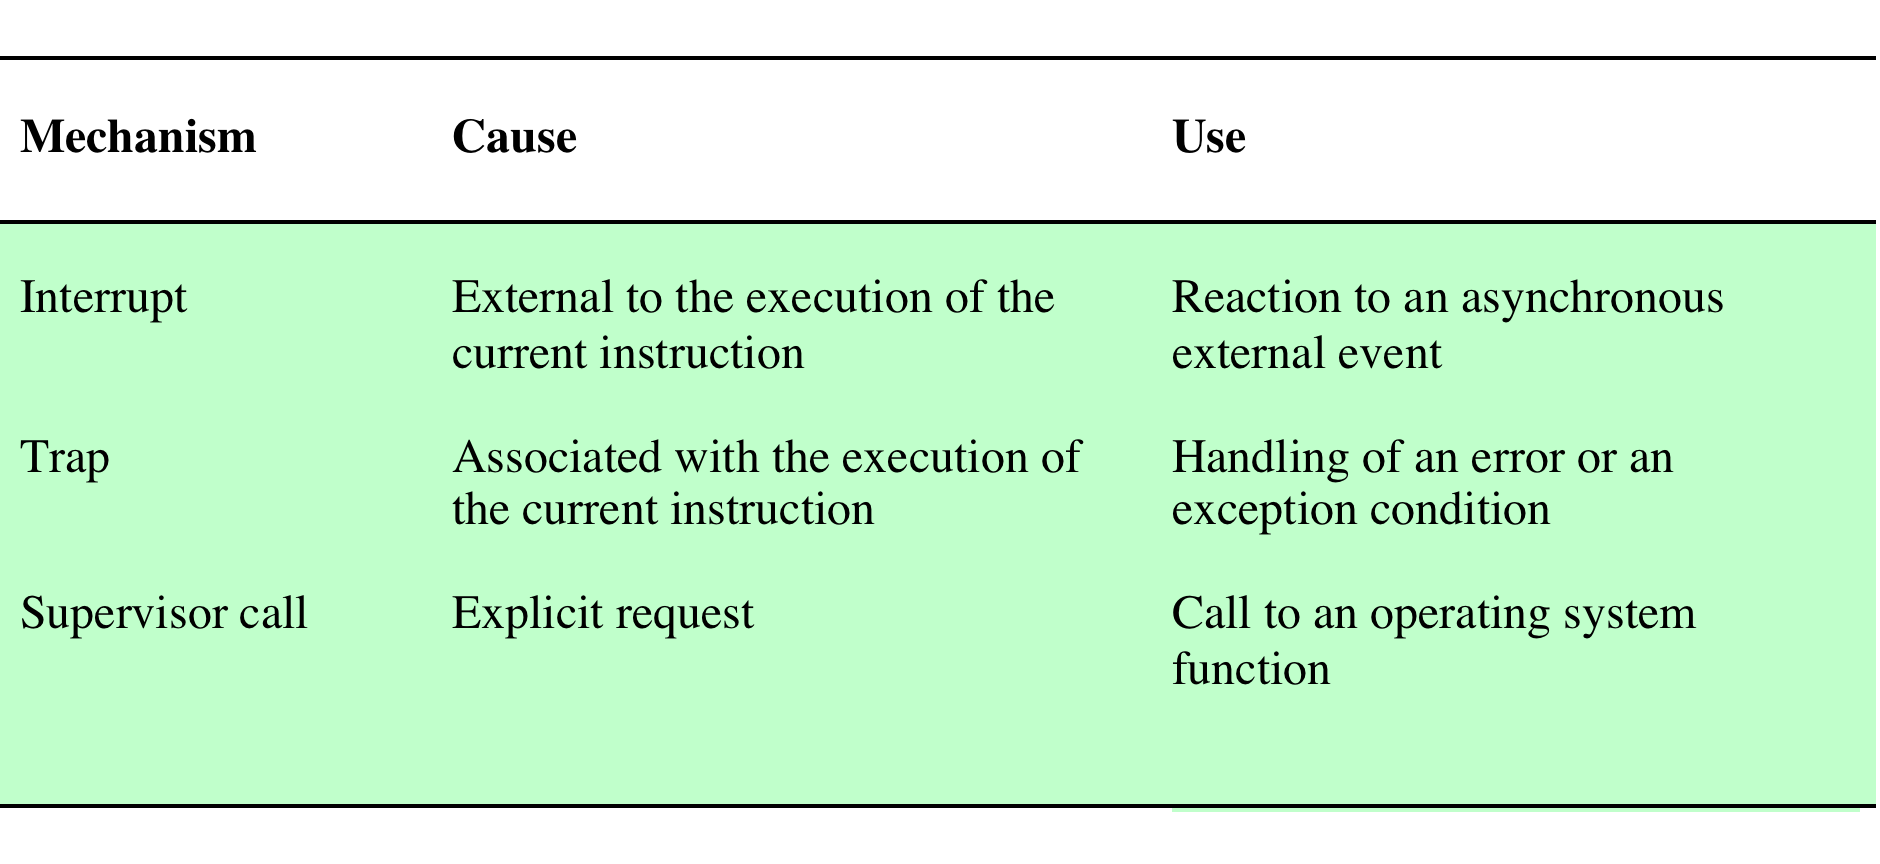 Mechanism Cause Use
Interrupt External to the execution of the Reaction to an asynchronous
current instruction external event
Trap Associated with the execution of Handling of an error or an
the current instruction exception condition
Supervisor call Explicit request Call to an operating system
function